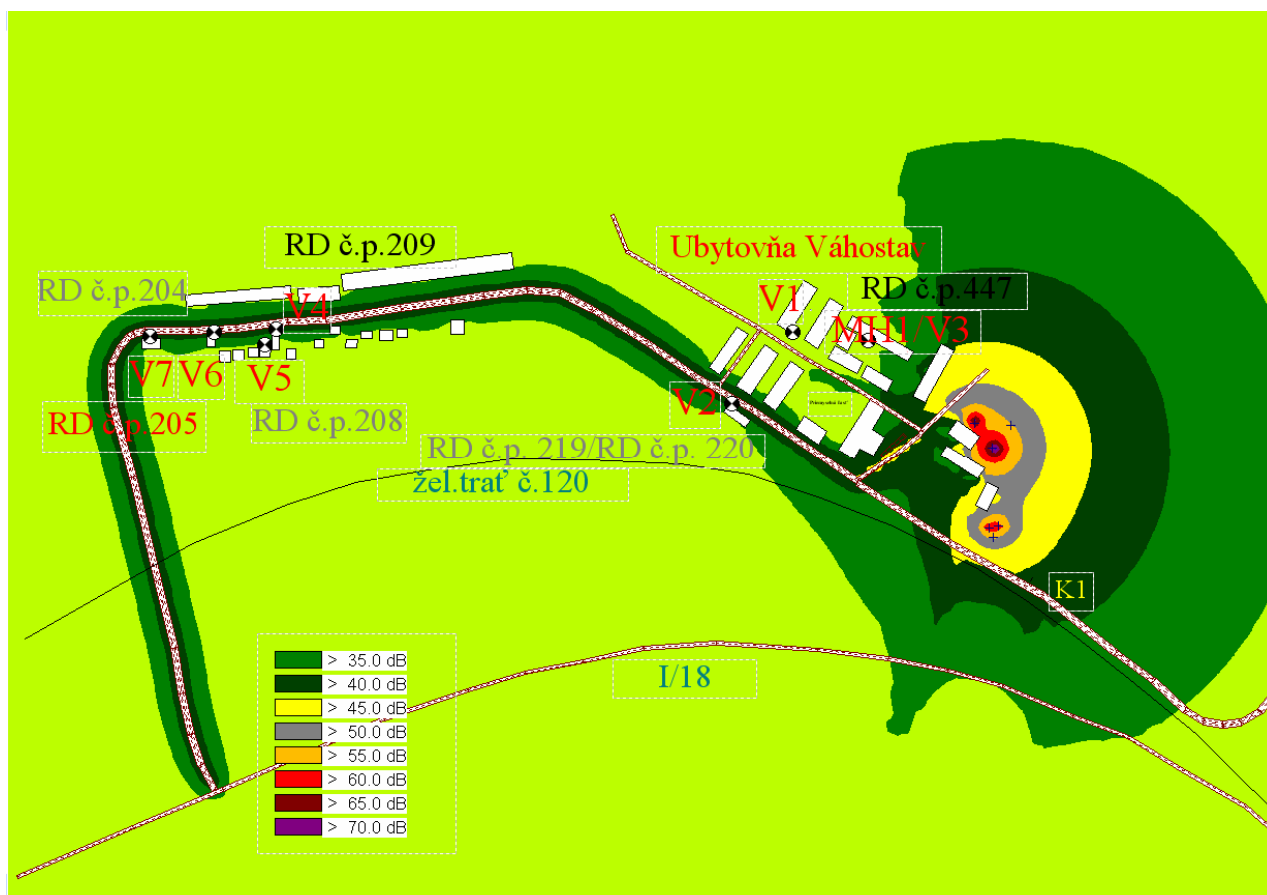 Ubytovňa Váhostav
RD č.p.209
RD č.p.204
RD č.p.447
V4
V1
MH1/V3
V7
V6
V5
V2
RD č.p.205
RD č.p.208
RD č.p. 219/RD č.p. 220
žel.trať č.120
K1
I/18
> 35.0 dB
> 40.0 dB
> 45.0 dB
> 50.0 dB
> 55.0 dB
> 60.0 dB
> 65.0 dB
> 70.0 dB